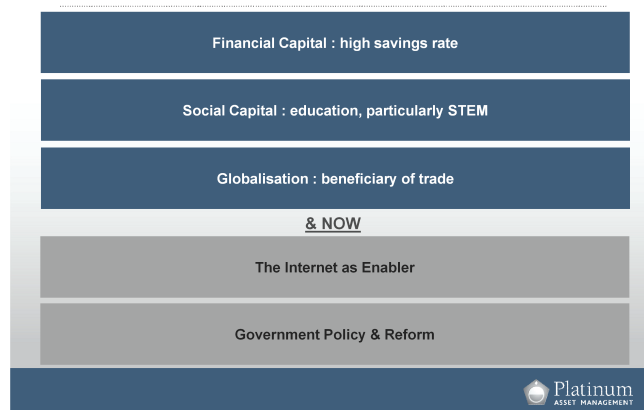 Financial Capital : high savings rate
Social Capital : education, particularly STEM
Globalisation : beneficiary of trade
& NOW
The Internet as Enabler
Government Policy & Reform
Platinum
ASSET MANAGEMENT